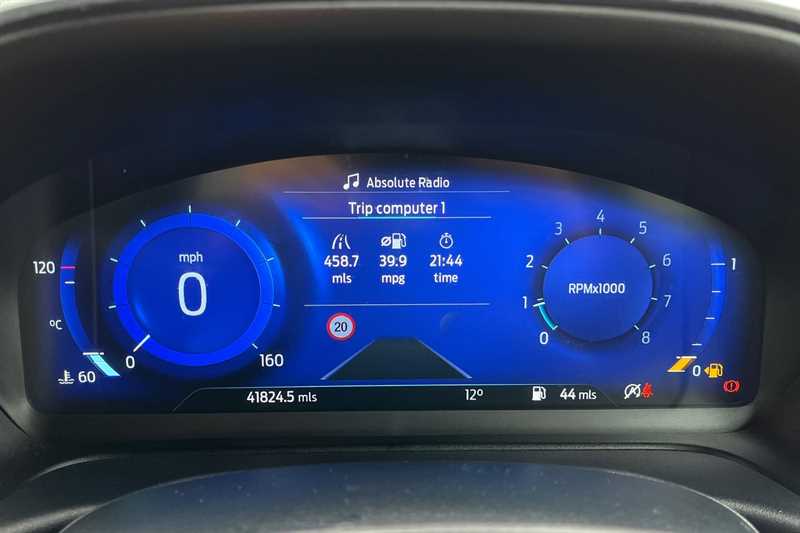 Absolute Radio
Trip computer 1
458.7 39.9 21:44
mls mpg time
mph
0
0 160
120
°C
60
20
RPMx1000
0 1 2 3 4 5 6 7 8
1
0
41824.5 mls 12° 44 mls